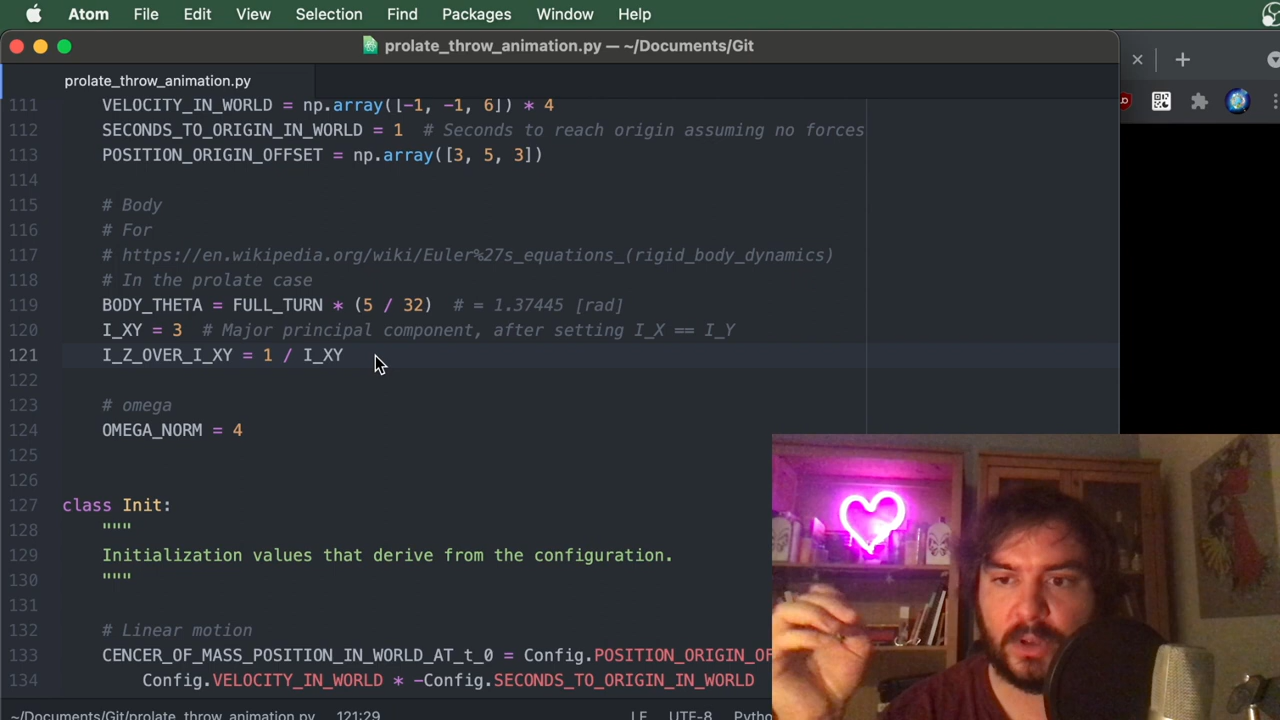 Atom File Edit View Selection Find Packages Window Help
prolate_throw_animation.py — ~/Documents/Git
prolate_throw_animation.py
111 VELOCITY_IN_WORLD = np.array([-1, -1, 6]) * 4
112 SECONDS_TO_ORIGIN_IN_WORLD = 1 # Seconds to reach origin assuming no forces
113 POSITION_ORIGIN_OFFSET = np.array([3, 5, 3])
114
115 # Body
116 # For
117 # https://en.wikipedia.org/wiki/Euler%27s_equations_(rigid_body_dynamics)
118 # In the prolate case
119 BODY_THETA = FULL_TURN * (5 / 32) # = 1.37445 [rad]
120 I_XY = 3 # Major principal component, after setting I_X == I_Y
121 I_Z_OVER_I_XY = 1 / I_XY
122
123 # omega
124 OMEGA_NORM = 4
125
126
127 class Init:
128 """
129 Initialization values that derive from the configuration.
130 """
131
132 # Linear motion
133 CENCER_OF_MASS_POSITION_IN_WORLD_AT_t_0 = Config.POSITION_ORIGIN_OF
134 Config.VELOCITY_IN_WORLD * -Config.SECONDS_TO_ORIGIN_IN_WORLD
~/Documents/Git/prolate_throw_animation.py 121:29 LF UTF-8 Python